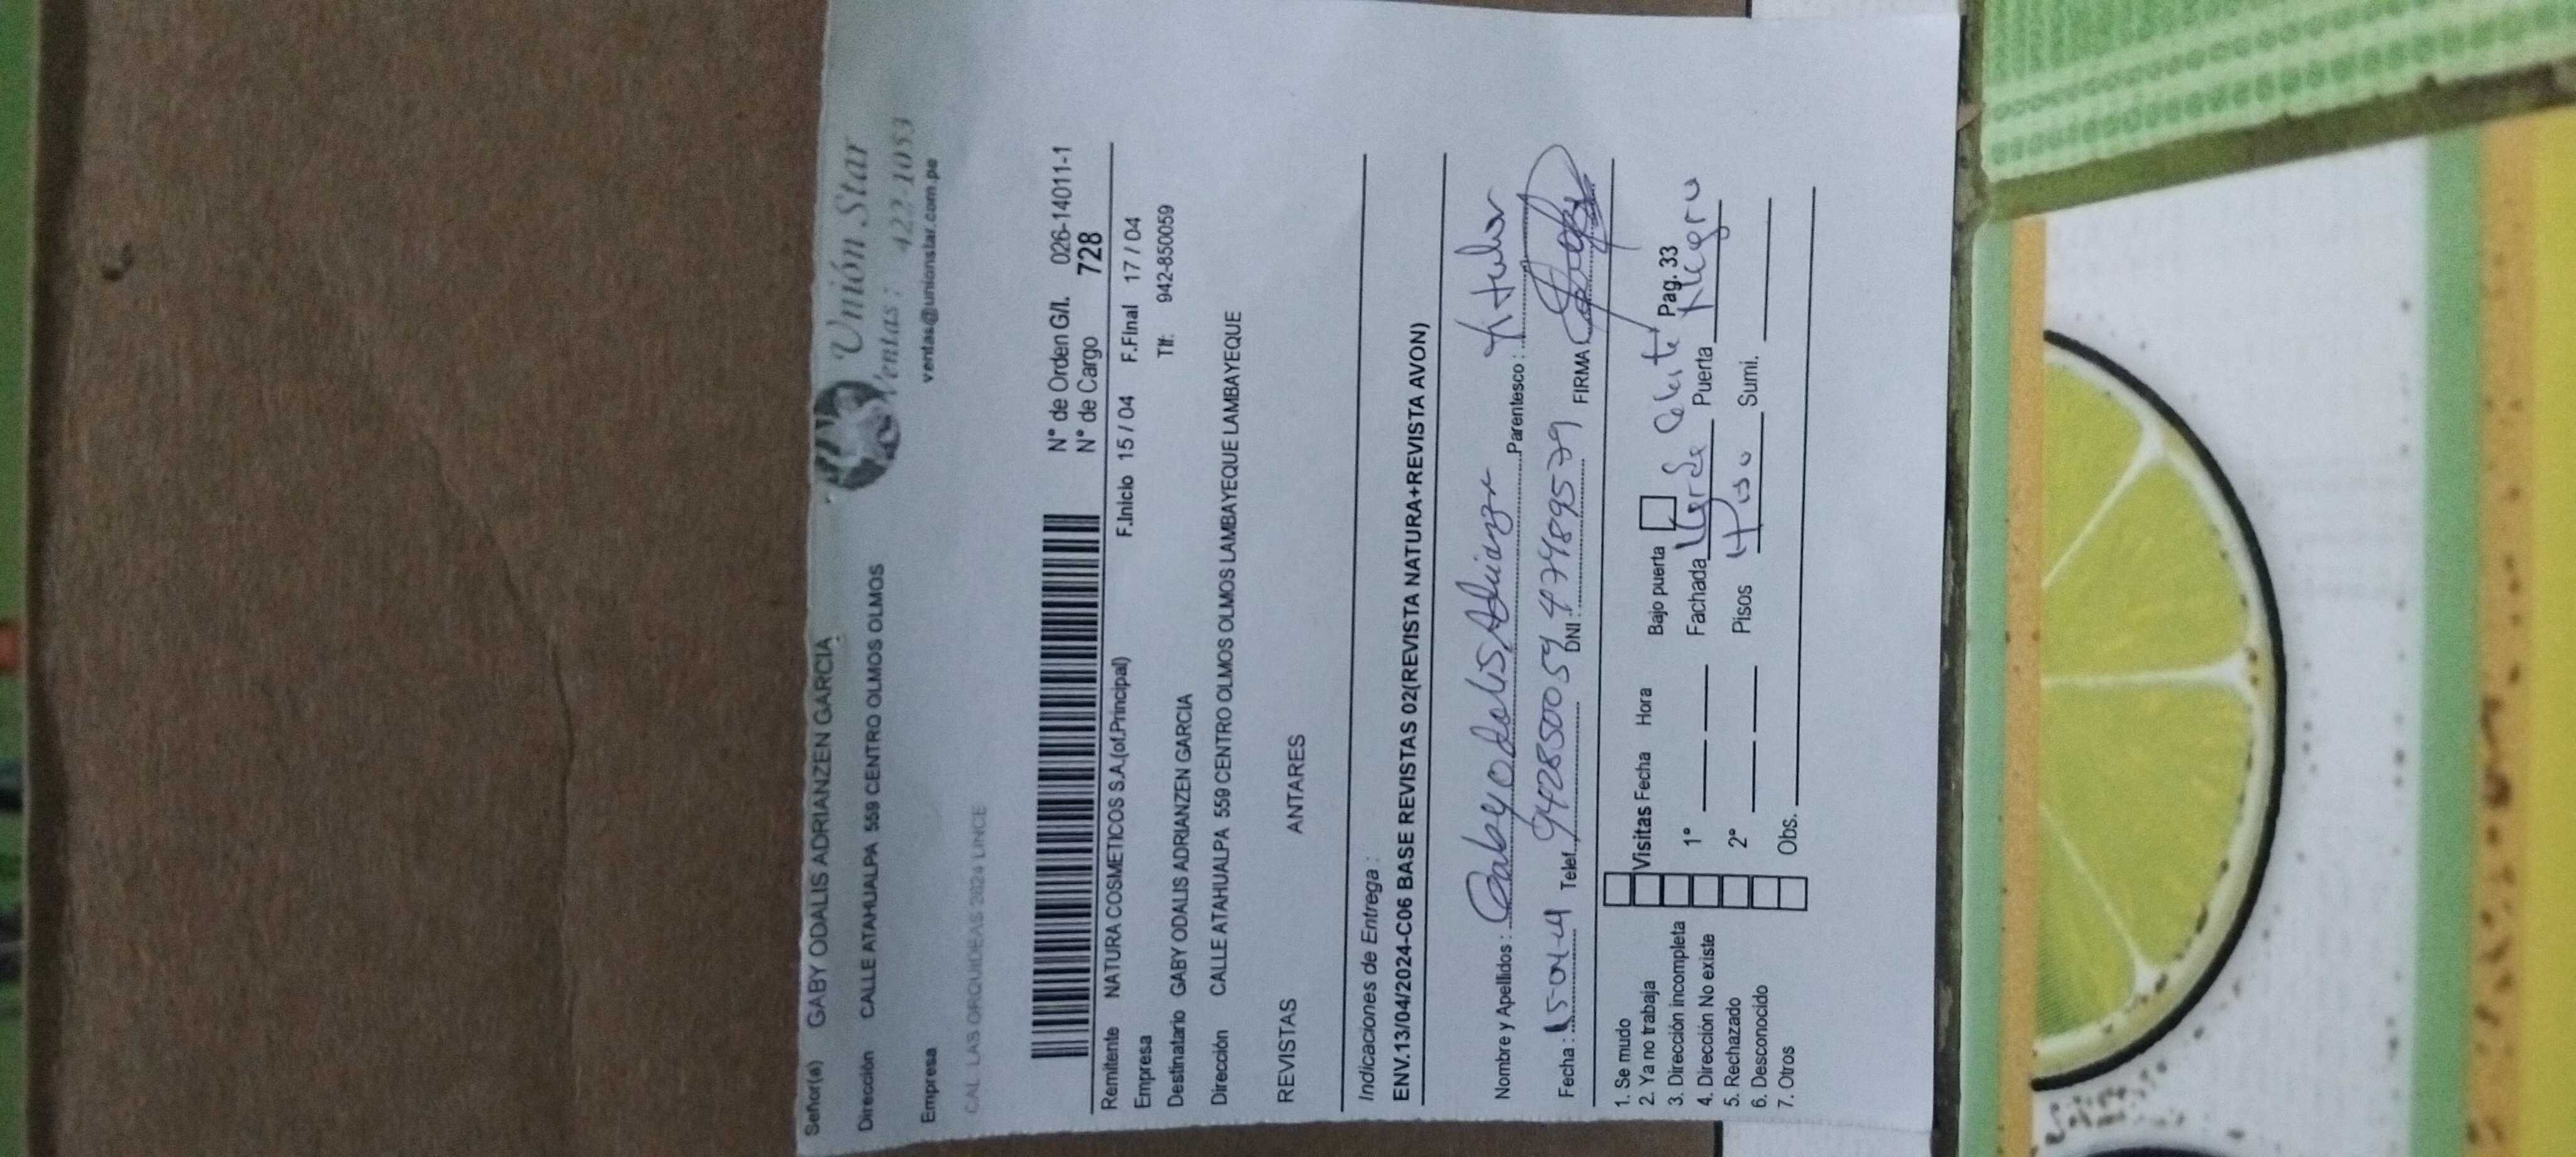 Señor(a) GABY ODALIS ADRIANZEN GARCIA
Dirección CALLE ATAHUALPA 559 CENTRO OLMOS OLMOS
Empresa
CAL LAS ORQUIDEAS 2624 LINCE
Unión Star
Ventas: 422-1053
ventas@unionstar.com.pe
N° de Orden G/I. 026-14011-1
N° de Cargo 728
Remitente NATURA COSMETICOS S.A.(of.Principal) F.Inicio 15 / 04 F.Final 17 / 04
Empresa Tlf: 942-850059
Destinatario GABY ODALIS ADRIANZEN GARCIA
Dirección CALLE ATAHUALPA 559 CENTRO OLMOS OLMOS LAMBAYEQUE LAMBAYEQUE
REVISTAS ANTARES
Indicaciones de Entrega :
ENV.13/04/2024-C06 BASE REVISTAS 02(REVISTA NATURA+REVISTA AVON)
Nombre y Apellidos : Gaby odalis Parentesco : Titular
Fecha : Telef. 942850059 DNI : 47489579 FIRMA
1. Se mudo
2. Ya no trabaja
3. Dirección incompleta
4. Dirección No existe
5. Rechazado
6. Desconocido
7. Otros
Visitas Fecha Hora Bajo puerta Pag. 33
1° Fachada Verde Celeste Puerta Negru
2° Pisos Sumi.
Obs.